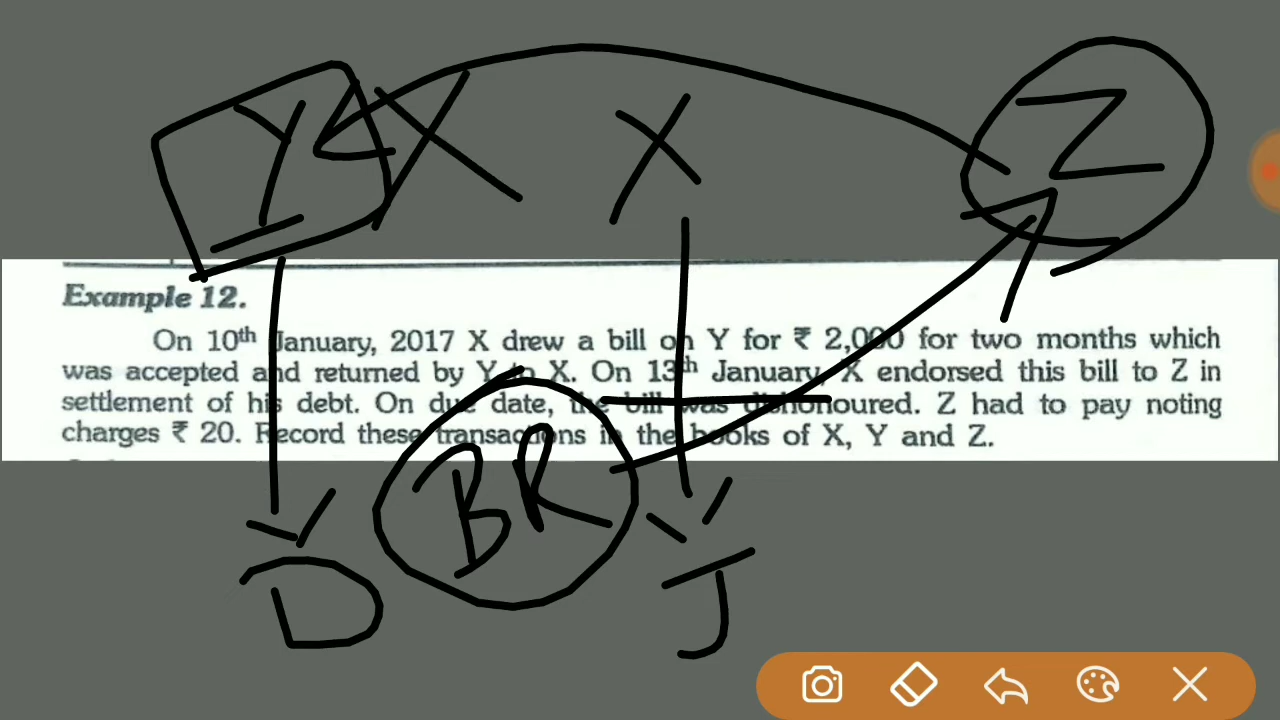 Y X X Z
Example 12.
On 10th January, 2017 X drew a bill on Y for ₹ 2,000 for two months which
was accepted and returned by Y to X. On 13th January, X endorsed this bill to Z in
settlement of his debt. On due date, the bill was dishonoured. Z had to pay noting
charges ₹ 20. Record these transactions in the books of X, Y and Z.
BR
D J